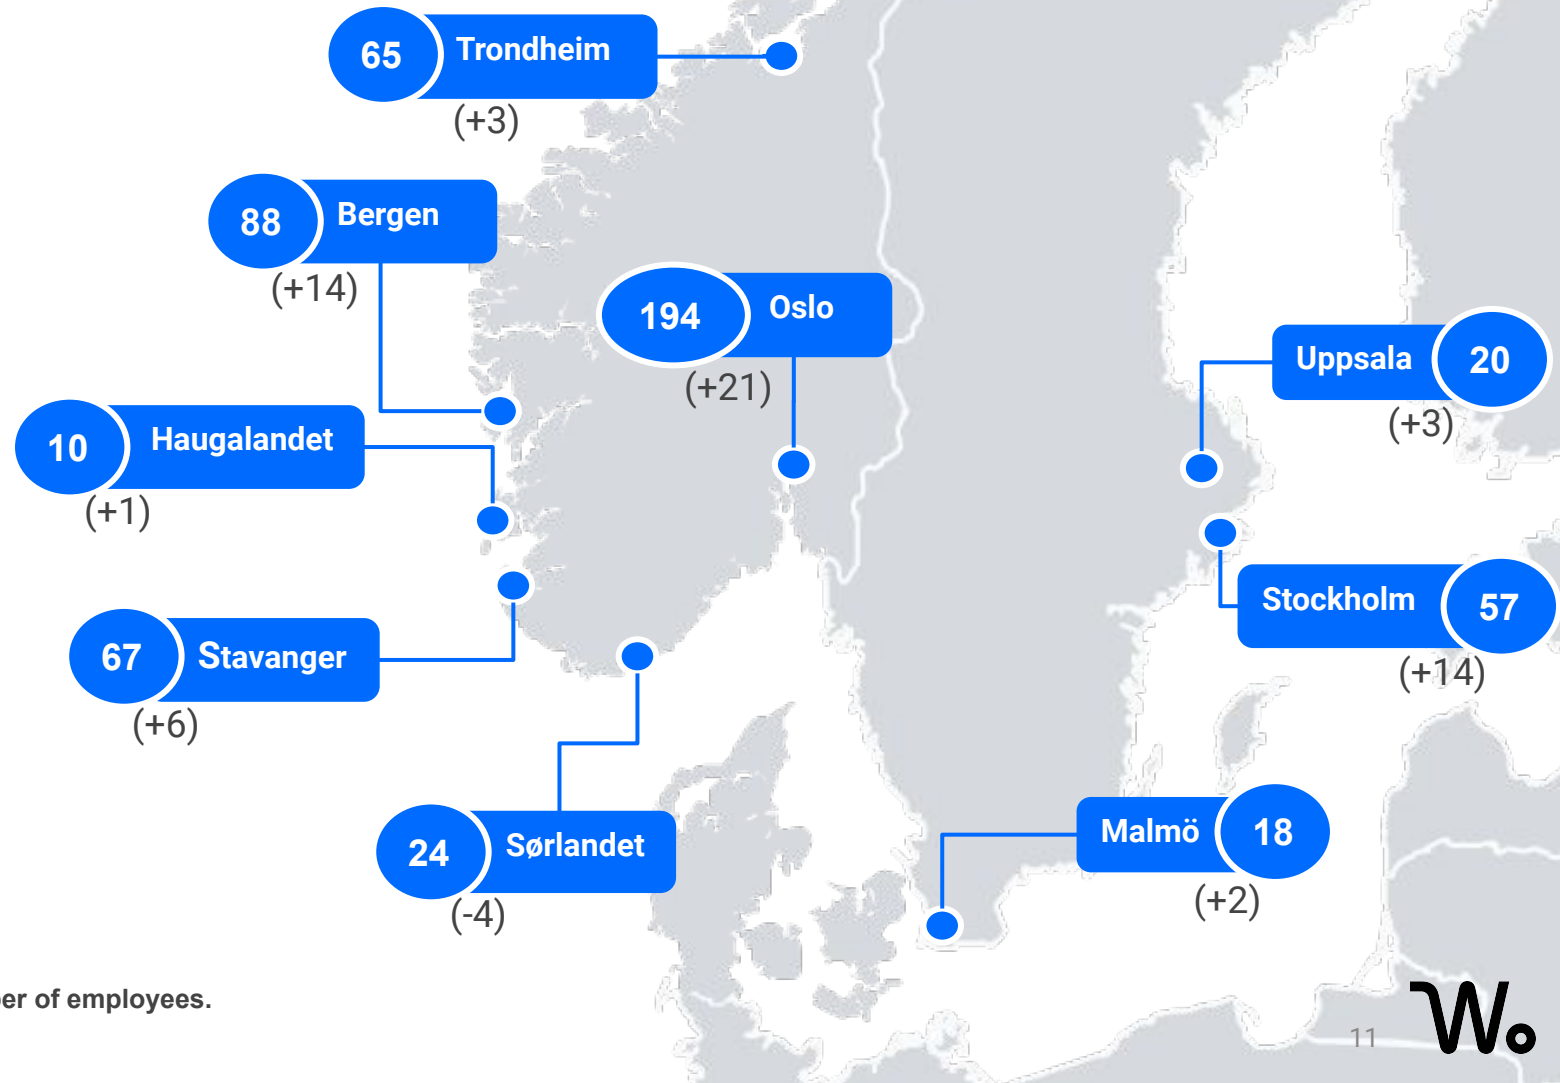 65 Trondheim
(+3)
88 Bergen
(+14)
194 Oslo
(+21)
Uppsala 20
(+3)
10 Haugalandet
(+1)
Stockholm 57
(+14)
67 Stavanger
(+6)
24 Sørlandet
(-4)
Malmö 18
(+2)
of employees.
11
Wo